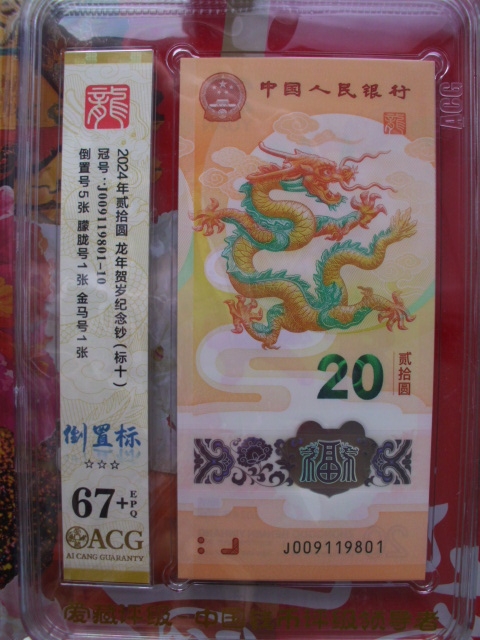 龍
2024年贰拾圆 龙年贺岁纪念钞(标十)
冠号:J009119801-10
倒置号5张 朦胧号1张 金马号1张
倒置标
☆☆☆
67+
EPQ
ACG
AI CANG GUARANTY
中国人民银行
龍
20
贰拾圆
福
J009119801
ACG